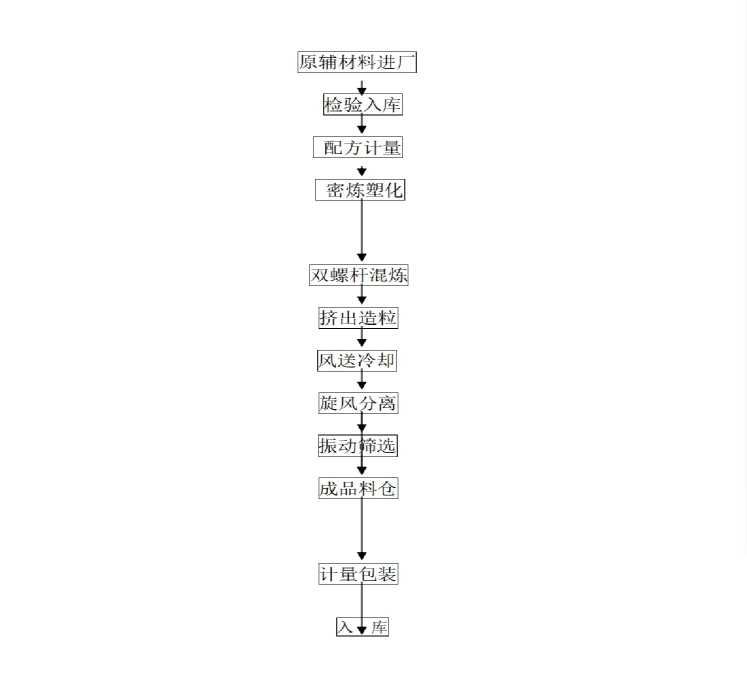 原辅材料进厂
检验入库
配方计量
密炼塑化
双螺杆混炼
挤出造粒
风送冷却
旋风分离
振动筛选
成品料仓
计量包装
入 库